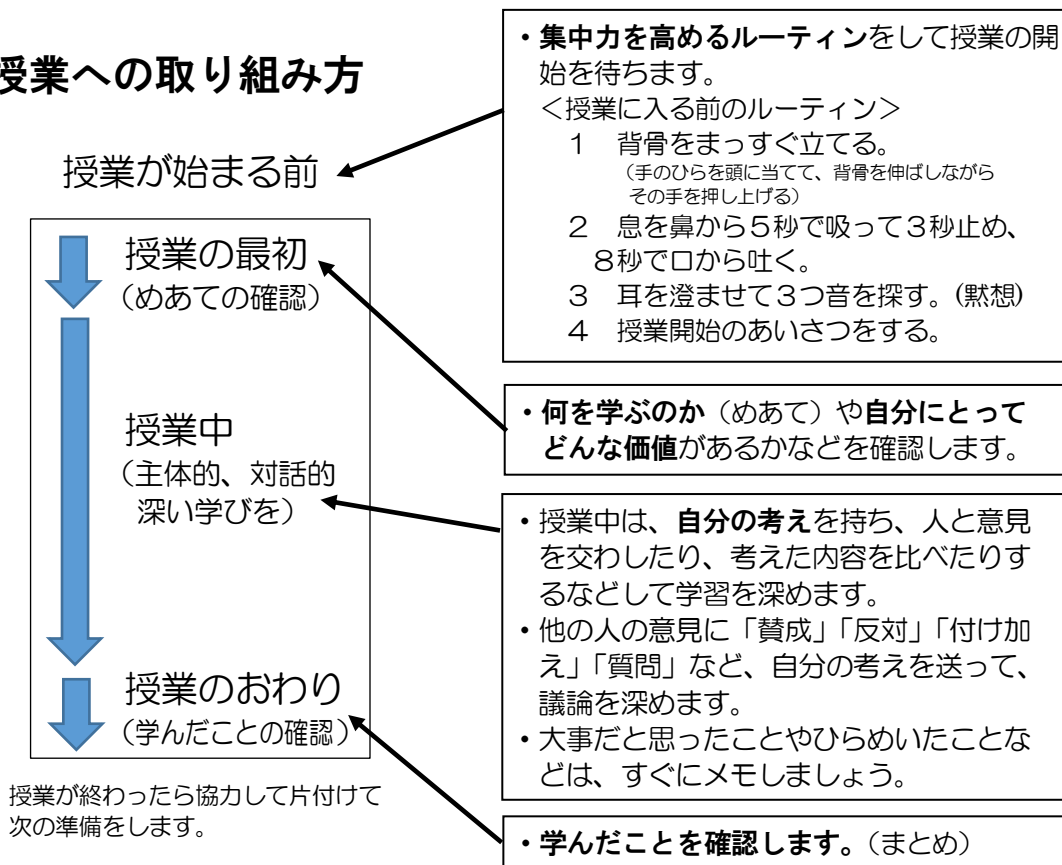 授業への取り組み方
授業が始まる前
授業の最初
（めあての確認）
授業中
（主体的、対話的
深い学びを）
授業のおわり
（学んだことの確認）
授業が終わったら協力して片付けて
次の準備をします。
・集中力を高めるルーティンをして授業の開
始を待ちます。
＜授業に入る前のルーティン＞
１　背骨をまっすぐ立てる。
（手のひらを頭に当てて、背骨を伸ばしながら
その手を押し上げる）
２　息を鼻から５秒で吸って３秒止め、
８秒で口から吐く。
３　耳を澄ませて３つ音を探す。(黙想)
４　授業開始のあいさつをする。
・何を学ぶのか（めあて）や自分にとって
どんな価値があるかなどを確認します。
・授業中は、自分の考えを持ち、人と意見
を交わしたり、考えた内容を比べたりす
るなどして学習を深めます。
・他の人の意見に「賛成」「反対」「付け加
え」「質問」など、自分の考えを送って、
議論を深めます。
・大事だと思ったことやひらめいたことな
どは、すぐにメモしましょう。
・学んだことを確認します。（まとめ）